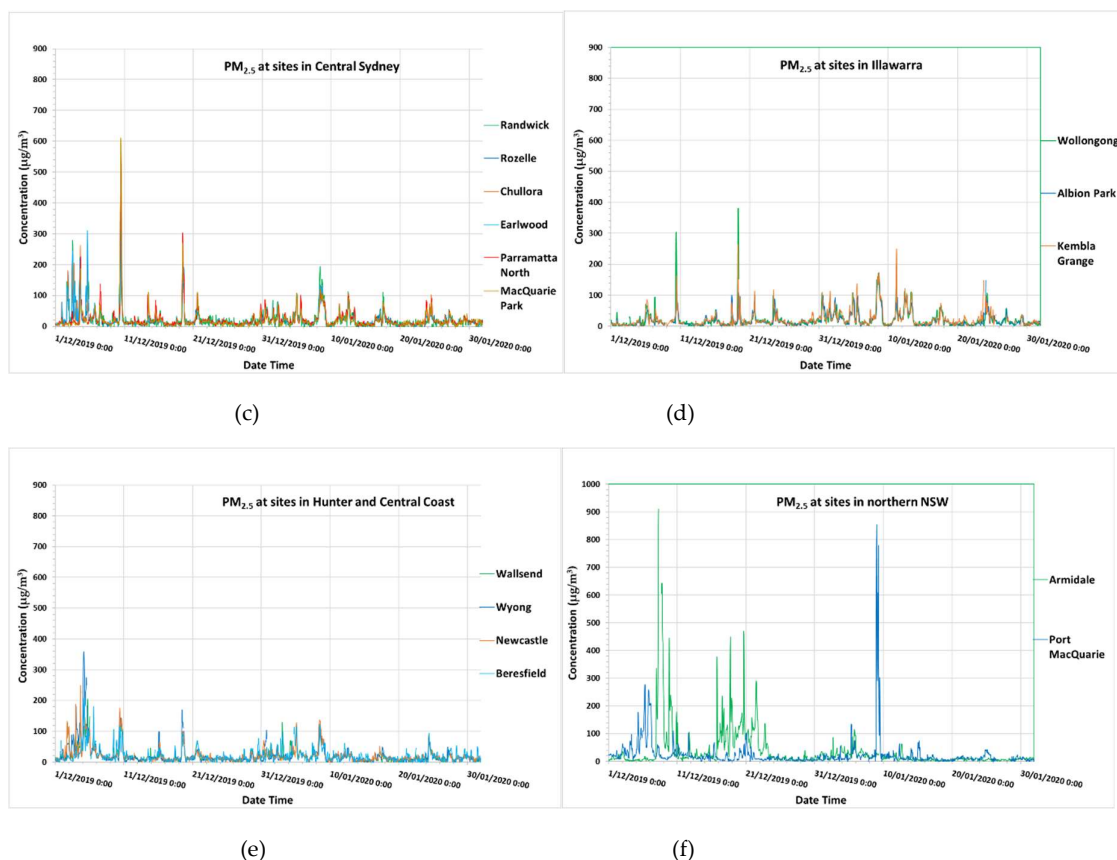 PM2.5 at sites in Central Sydney
Concentration (µg/m³)
900
800
700
600
500
400
300
200
100
0
1/12/2019 0:00
11/12/2019 0:00
21/12/2019 0:00
31/12/2019 0:00
10/01/2020 0:00
20/01/2020 0:00
30/01/2020 0:00
Date Time
Randwick
Rozelle
Chullora
Earlwood
Parramatta
North
MacQuarie
Park
(c)
PM2.5 at sites in Illawarra
Concentration (µg/m³)
900
800
700
600
500
400
300
200
100
0
1/12/2019 0:00
11/12/2019 0:00
21/12/2019 0:00
31/12/2019 0:00
10/01/2020 0:00
20/01/2020 0:00
30/01/2020 0:00
Date Time
Wollongong
Albion Park
Kembla
Grange
(d)
PM2.5 at sites in Hunter and Central Coast
Concentration (µg/m³)
900
800
700
600
500
400
300
200
100
0
1/12/2019 0:00
11/12/2019 0:00
21/12/2019 0:00
31/12/2019 0:00
10/01/2020 0:00
20/01/2020 0:00
30/01/2020 0:00
Date Time
Wallsend
Wyong
Newcastle
Beresfield
(e)
PM2.5 at sites in northern NSW
Concentration (µg/m³)
1000
900
800
700
600
500
400
300
200
100
0
1/12/2019 0:00
11/12/2019 0:00
21/12/2019 0:00
31/12/2019 0:00
10/01/2020 0:00
20/01/2020 0:00
30/01/2020 0:00
Date Time
Armidale
Port
MacQuarie
(f)